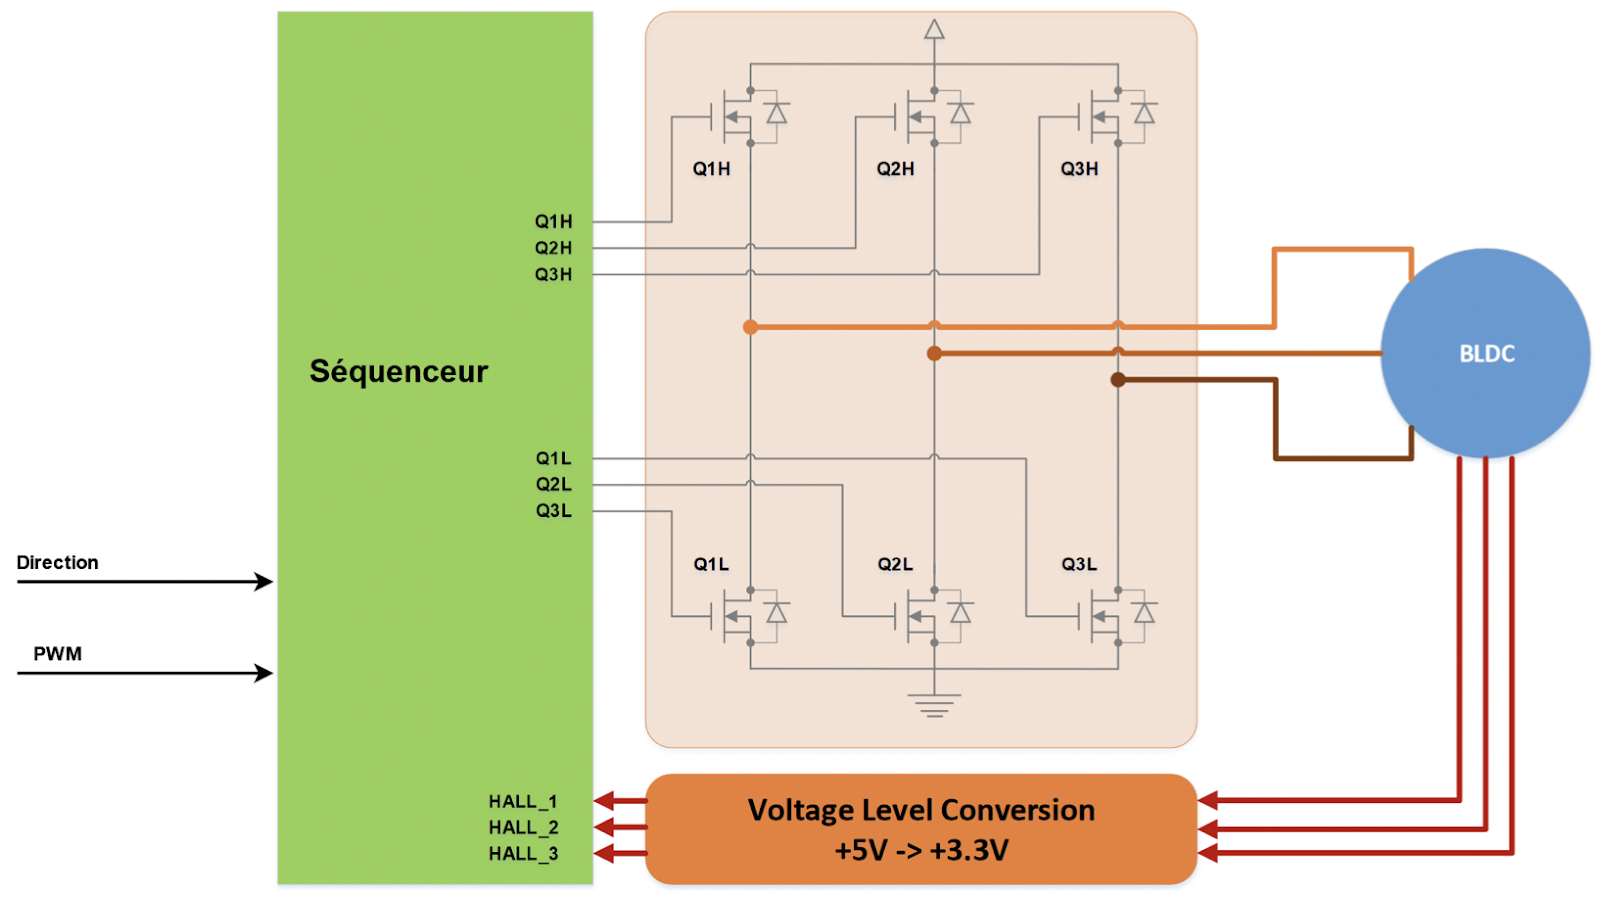 Q1H
Q2H
Q3H
Q1H
Q2H
Q3H
Séquenceur
BLDC
Q1L
Q2L
Q3L
Direction
Q1L
Q2L
Q3L
PWM
HALL_1
HALL_2
HALL_3
Voltage Level Conversion
+5V -> +3.3V